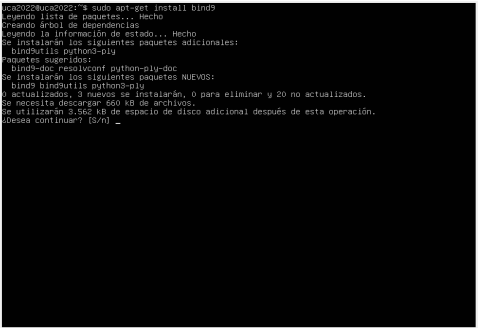 uca2022@uca2022:~$ sudo apt-get install bind9
Leyendo lista de paquetes... Hecho
Creando árbol de dependencias
Leyendo la información de estado... Hecho
Se instalarán los siguientes paquetes adicionales:
  bind9utils python3-ply
Paquetes sugeridos:
  bind9-doc resolvconf python-ply-doc
Se instalarán los siguientes paquetes NUEVOS:
  bind9 bind9utils python3-ply
0 actualizados, 3 nuevos se instalarán, 0 para eliminar y 20 no actualizados.
Se necesita descargar 660 kB de archivos.
Se utilizarán 3.562 kB de espacio de disco adicional después de esta operación.
¿Desea continuar? [S/n] _